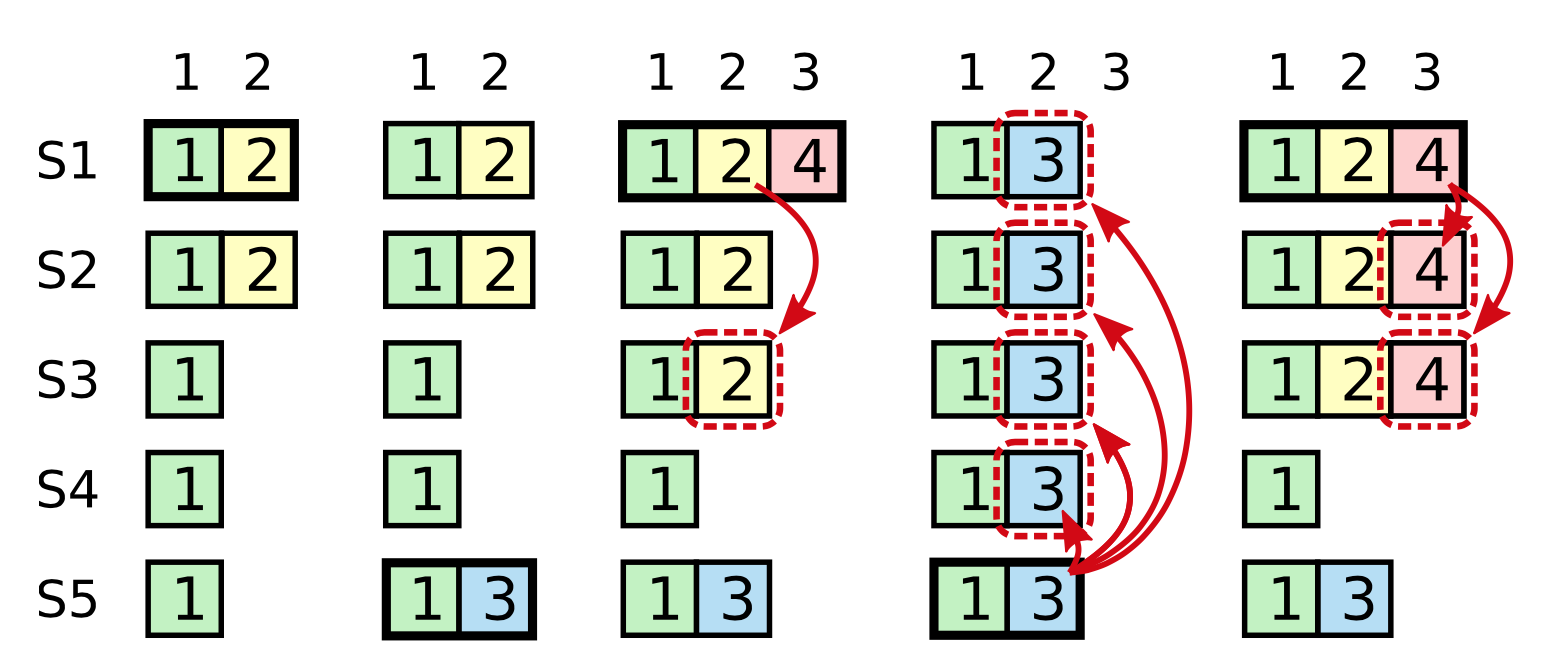 1 2 1 2 1 2 3 1 2 3 1 2 3
S1 1 2 1 2 1 2 4 1 3 1 2 4
S2 1 2 1 2 1 2 1 3 1 2 4
S3 1 1 1 2 1 3 1 2 4
S4 1 1 1 1 3 1
S5 1 1 3 1 3 1 3 1 3